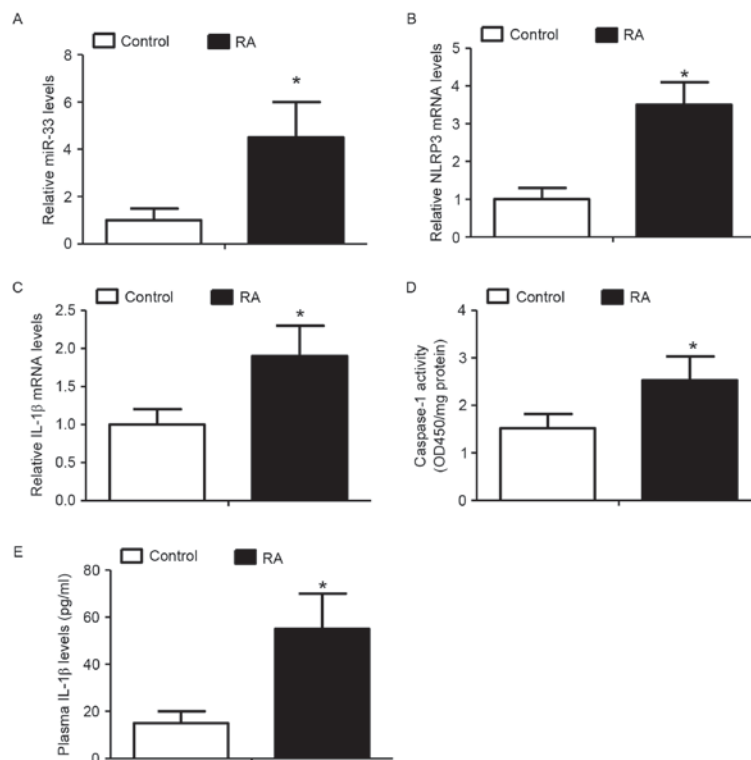 A
Control RA
Relative miR-33 levels
8
6
4
2
0
*
B
Control RA
Relative NLRP3 mRNA levels
5
4
3
2
1
0
*
C
Control RA
Relative IL-1β mRNA levels
2.5
2.0
1.5
1.0
0.5
0.0
*
D
Control RA
Caspase-1 activity
(OD450/mg protein)
4
3
2
1
0
*
E
Control RA
Plasma IL-1β levels (pg/ml)
80
60
40
20
0
*